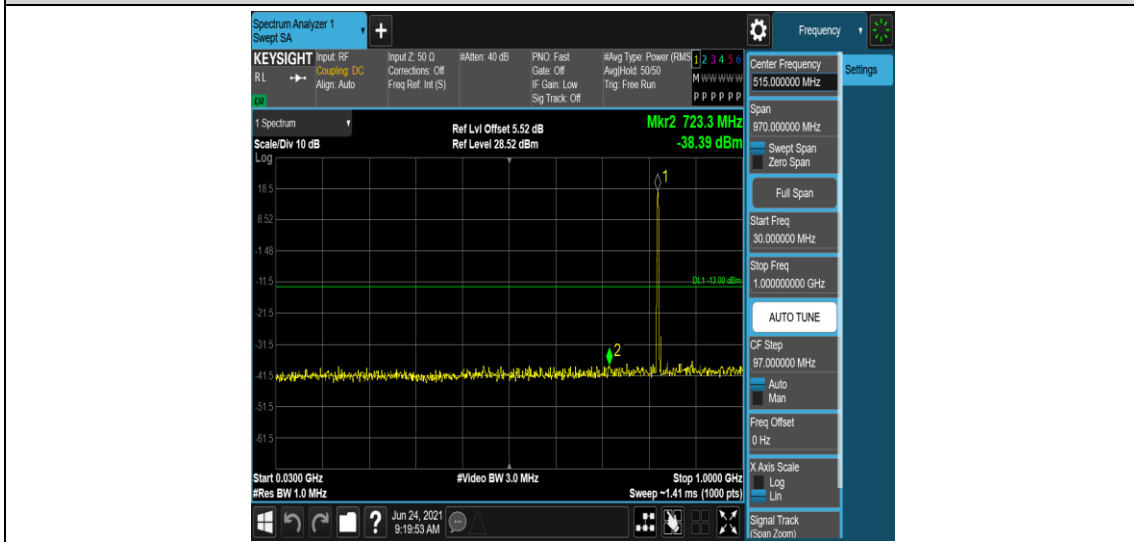 Spectrum Analyzer 1
Swept SA
+
Frequency
KEYSIGHT
RL
Input: RF
Coupling: DC
Align: Auto
Input Z: 50 Ω
Corrections: Off
Freq Ref: Int (S)
#Atten: 40 dB
PNO: Fast
Gate: Off
IF Gain: Low
Sig Track: Off
#Avg Type: Power (RMS
Avg|Hold: 50/50
Trig: Free Run
1 2 3 4 5 6
M W W W W W
P P P P P P
1 Spectrum
Scale/Div 10 dB
Log
Ref Lvl Offset 5.52 dB
Ref Level 28.52 dBm
Mkr2 723.3 MHz
-38.39 dBm
1
18.5
8.52
-1.48
-11.5
DL1 -13.00 dBm
-21.5
-31.5
2
-41.5
-51.5
-61.5
Start 0.0300 GHz
#Res BW 1.0 MHz
#Video BW 3.0 MHz
Stop 1.0000 GHz
Sweep ~1.41 ms (1000 pts)
?
Jun 24, 2021
9:19:53 AM
Center Frequency
515.000000 MHz
Settings
Span
970.000000 MHz
Swept Span
Zero Span
Full Span
Start Freq
30.000000 MHz
Stop Freq
1.000000000 GHz
AUTO TUNE
CF Step
97.000000 MHz
Auto
Man
Freq Offset
0 Hz
X Axis Scale
Log
Lin
Signal Track
(Span Zoom)